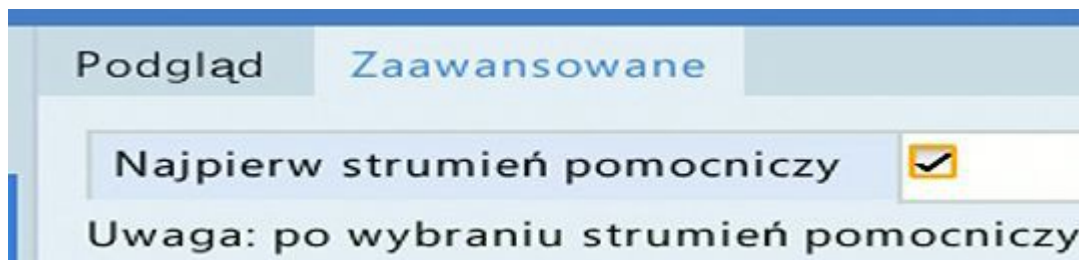 Podgląd Zaawansowane
Najpierw strumień pomocniczy
Uwaga: po wybraniu strumień pomocniczy